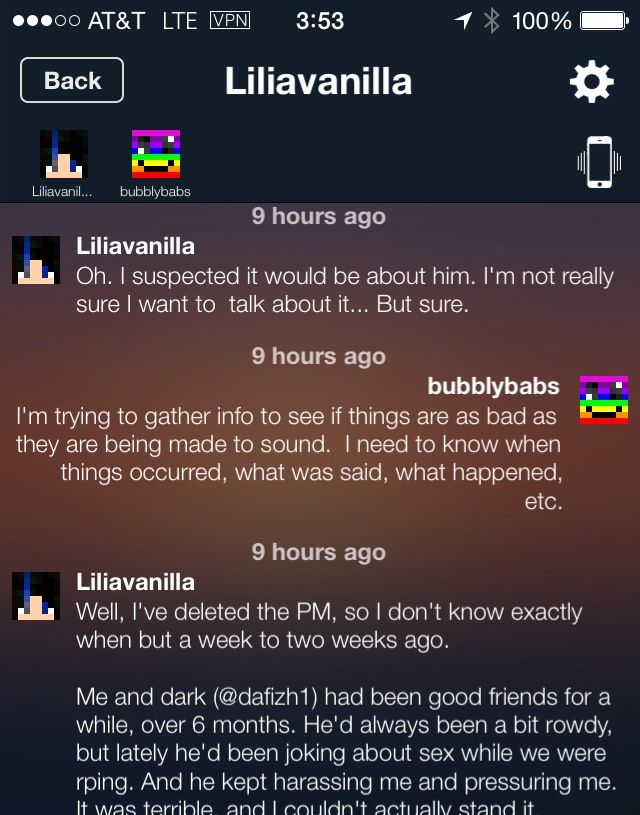 AT&T LTE VPN 3:53 100%
Back Liliavanilla
Liliavanil... bubblybabs
9 hours ago
Liliavanilla
Oh. I suspected it would be about him. I'm not really
sure I want to  talk about it... But sure.
9 hours ago
bubblybabs
I'm trying to gather info to see if things are as bad as
they are being made to sound.  I need to know when
things occurred, what was said, what happened,
etc.
9 hours ago
Liliavanilla
Well, I've deleted the PM, so I don't know exactly
when but a week to two weeks ago.
Me and dark (@dafizh1) had been good friends for a
while, over 6 months. He'd always been a bit rowdy,
but lately he'd been joking about sex while we were
rping. And he kept harassing me and pressuring me.
It was terrible, and I couldn't actually stand it.